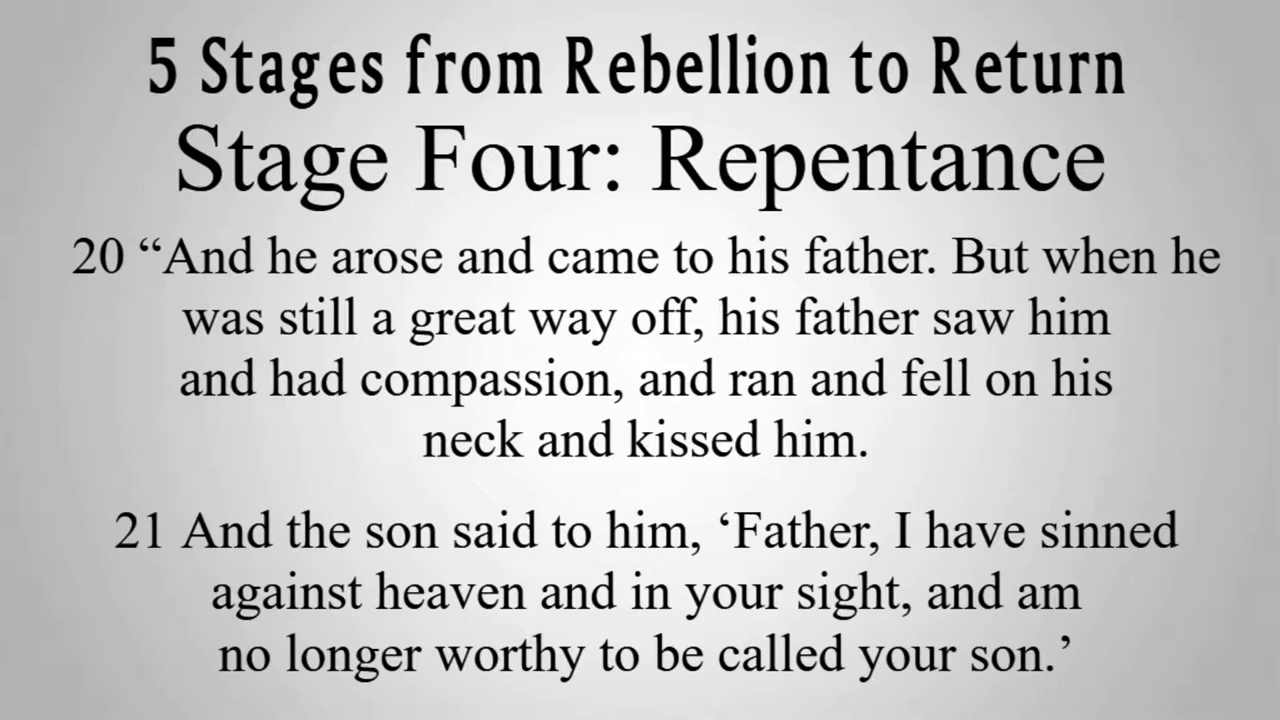 5 Stages from Rebellion to Return
Stage Four: Repentance
20 “And he arose and came to his father. But when he
was still a great way off, his father saw him
and had compassion, and ran and fell on his
neck and kissed him.
21 And the son said to him, ‘Father, I have sinned
against heaven and in your sight, and am
no longer worthy to be called your son.’